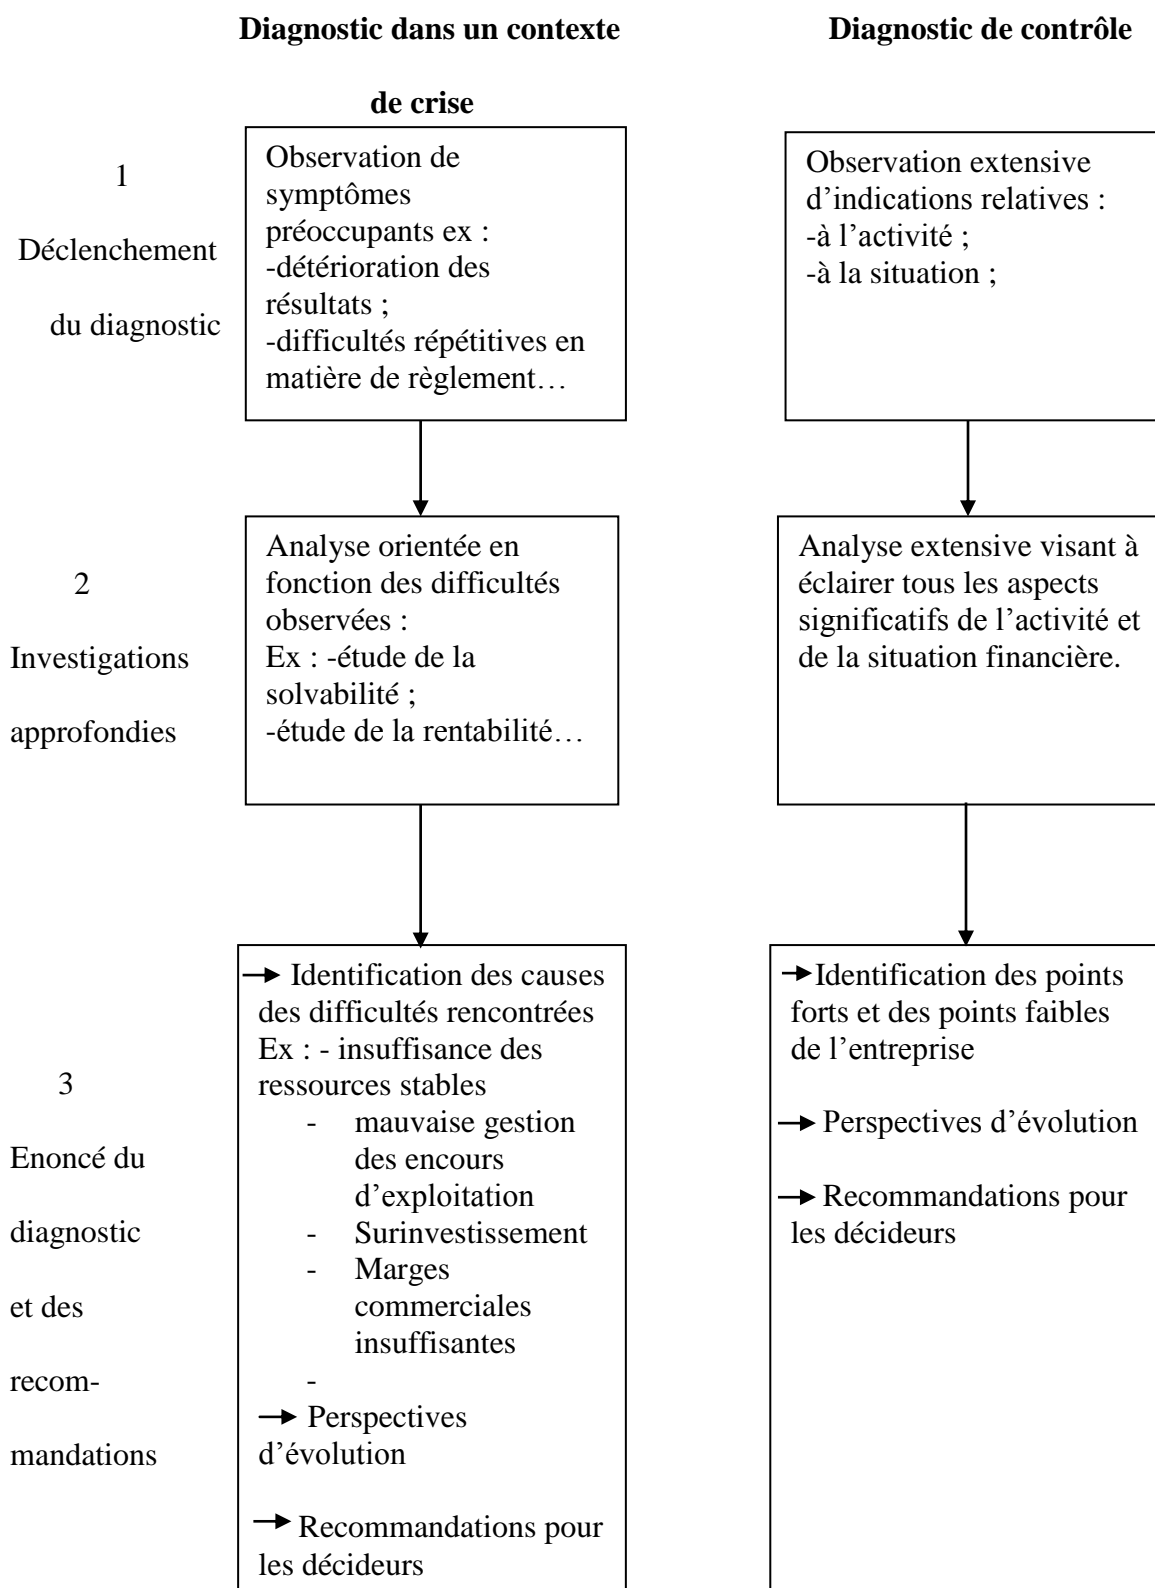 Diagnostic dans un contexte
de crise
Diagnostic de contrôle
1
Déclenchement
du diagnostic
Observation de
symptômes
préoccupants ex :
-détérioration des
résultats ;
-difficultés répétitives en
matière de règlement…
Observation extensive
d’indications relatives :
-à l’activité ;
-à la situation ;
2
Investigations
approfondies
Analyse orientée en
fonction des difficultés
observées :
Ex : -étude de la
solvabilité ;
-étude de la rentabilité…
Analyse extensive visant à
éclairer tous les aspects
significatifs de l’activité et
de la situation financière.
3
Enoncé du
diagnostic
et des
recom-
mandations
Identification des causes
des difficultés rencontrées
Ex : - insuffisance des
ressources stables
- mauvaise gestion
des encours
d’exploitation
- Surinvestissement
- Marges
commerciales
insuffisantes
-
Perspectives
d’évolution
Recommandations pour
les décideurs
Identification des points
forts et des points faibles
de l’entreprise
Perspectives d’évolution
Recommandations pour
les décideurs